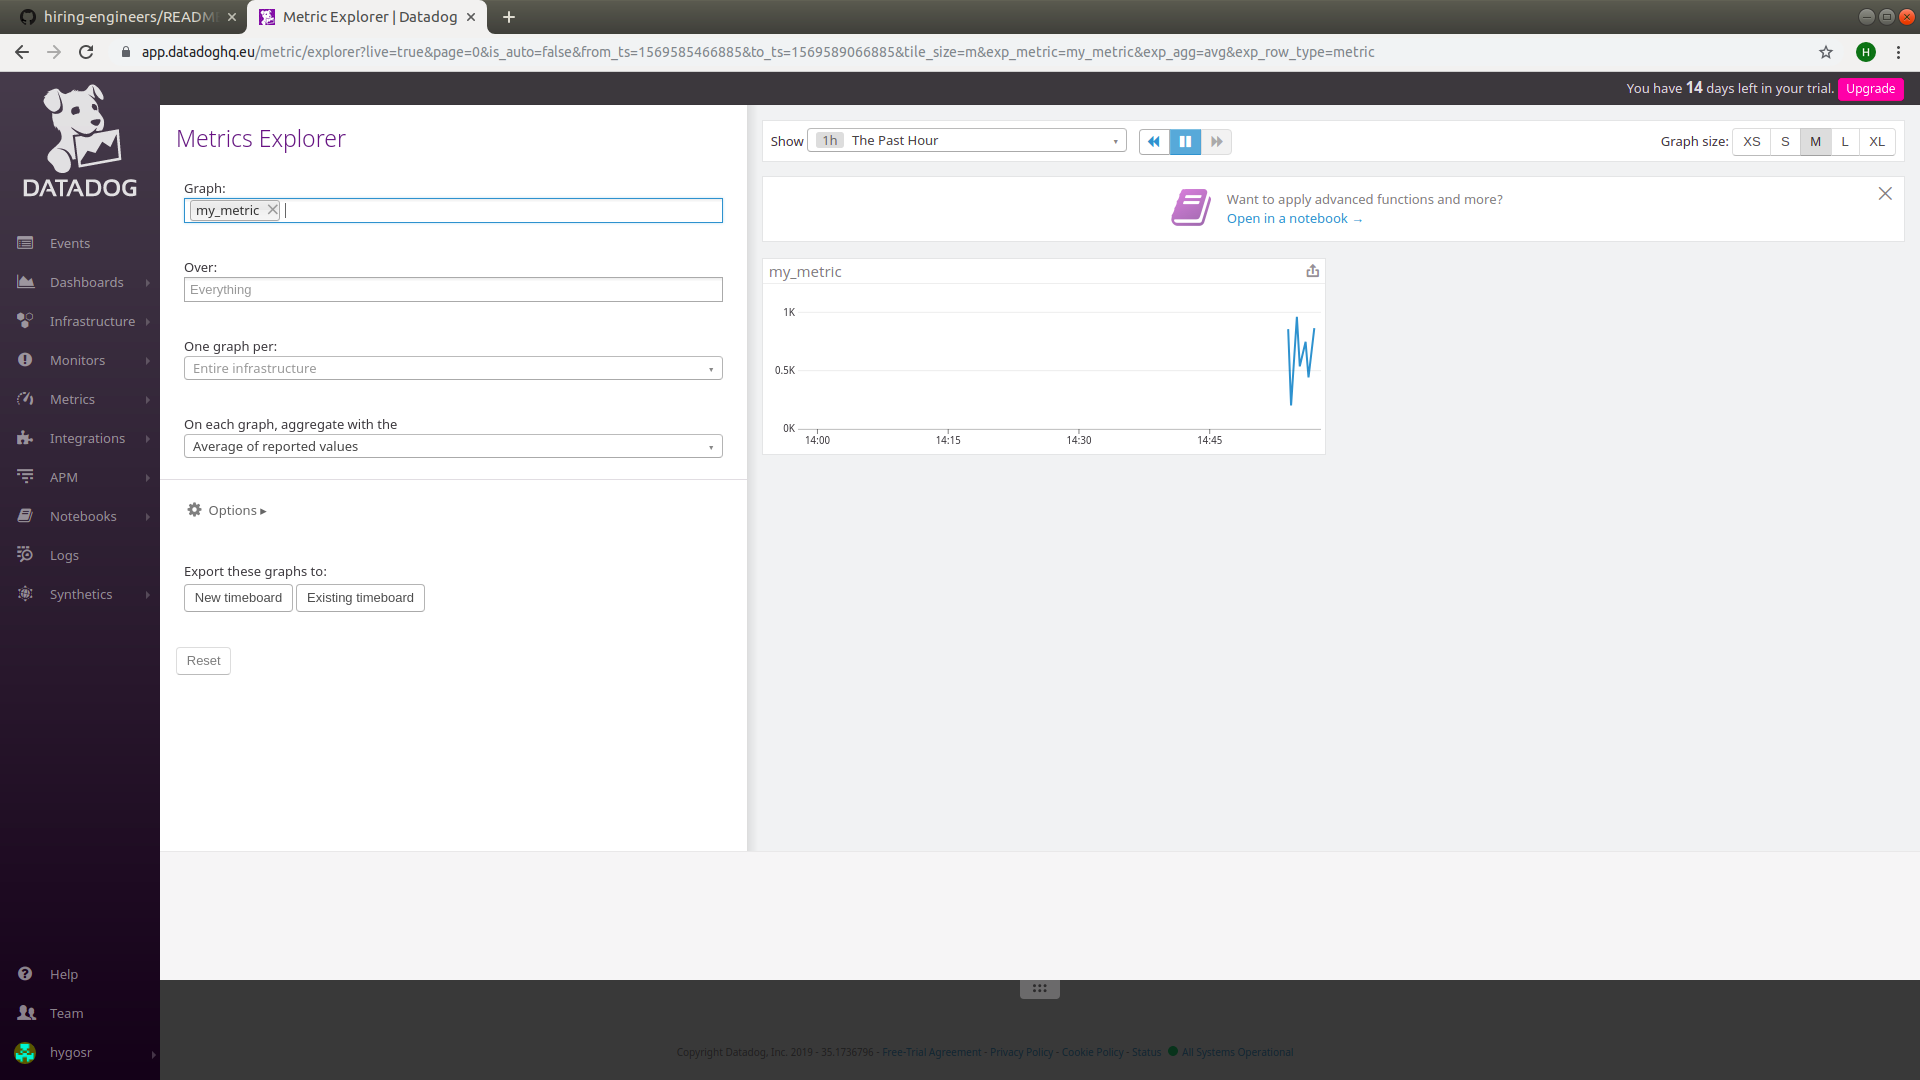 hiring-engineers/READM
Metric Explorer | Datadog
app.datadoghq.eu/metric/explorer?live=true&page=0&is_auto=false&from_ts=1569585466885&to_ts=1569589066885&tile_size=m&exp_metric=my_metric&exp_agg=avg&exp_row_type=metric
H
You have 14 days left in your trial. Upgrade
DATADOG
Events
Dashboards
Infrastructure
Monitors
Metrics
Integrations
APM
Notebooks
Logs
Synthetics
Help
Team
hygosr
Metrics Explorer
Graph:
my_metric
Over:
Everything
One graph per:
Entire infrastructure
On each graph, aggregate with the
Average of reported values
Options ▸
Export these graphs to:
New timeboard Existing timeboard
Reset
Show 1h The Past Hour
Graph size: XS S M L XL
Want to apply advanced functions and more?
Open in a notebook →
my_metric
1K
0.5K
0K
14:00 14:15 14:30 14:45
Copyright Datadog, Inc. 2019 - 35.1736796 - Free-Trial Agreement - Privacy Policy - Cookie Policy - Status All Systems Operational